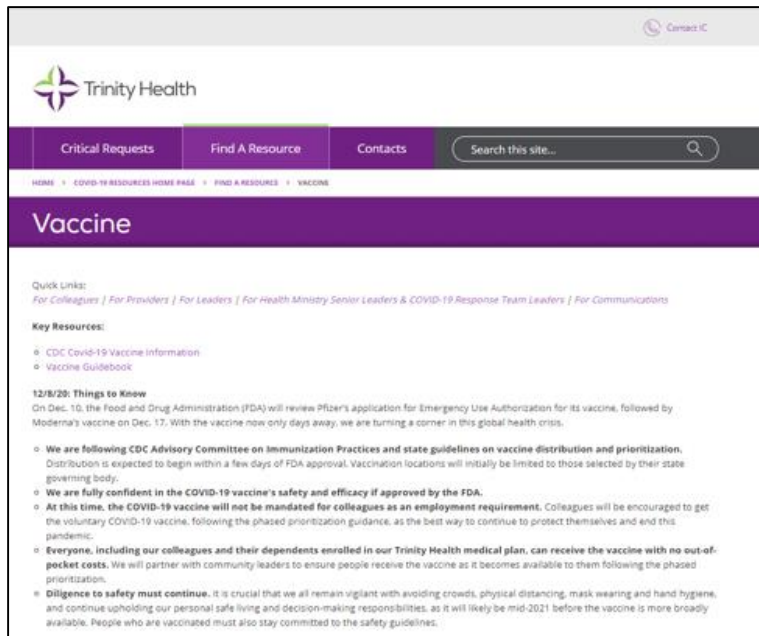 Contact IC
Trinity Health
Critical Requests Find A Resource Contacts Search this site...
HOME > COVID-19 RESOURCES HOME PAGE > FIND A RESOURCE > VACCINE
Vaccine
Quick Links:
For Colleagues | For Providers | For Leaders | For Health Ministry Senior Leaders & COVID-19 Response Team Leaders | For Communications
Key Resources:
CDC Covid-19 Vaccine Information
Vaccine Guidebook
12/8/20: Things to Know
On Dec. 10, the Food and Drug Administration (FDA) will review Pfizer's application for Emergency Use Authorization for its vaccine, followed by
Moderna's vaccine on Dec. 17. With the vaccine now only days away, we are turning a corner in this global health crisis.
We are following CDC Advisory Committee on Immunization Practices and state guidelines on vaccine distribution and prioritization.
Distribution is expected to begin within a few days of FDA approval. Vaccination locations will initially be limited to those selected by their state
governing body.
We are fully confident in the COVID-19 vaccine's safety and efficacy if approved by the FDA.
At this time, the COVID-19 vaccine will not be mandated for colleagues as an employment requirement. Colleagues will be encouraged to get
the voluntary COVID-19 vaccine, following the phased prioritization guidance, as the best way to continue to protect themselves and end this
pandemic.
Everyone, including our colleagues and their dependents enrolled in our Trinity Health medical plan, can receive the vaccine with no out-of-
pocket costs. We will partner with community leaders to ensure people receive the vaccine as it becomes available to them following the phased
prioritization.
Diligence to safety must continue. It is crucial that we all remain vigilant with avoiding crowds, physical distancing, mask wearing and hand hygiene,
and continue upholding our personal safe living and decision-making responsibilities, as it will likely be mid-2021 before the vaccine is more broadly
available. People who are vaccinated must also stay committed to the safety guidelines.